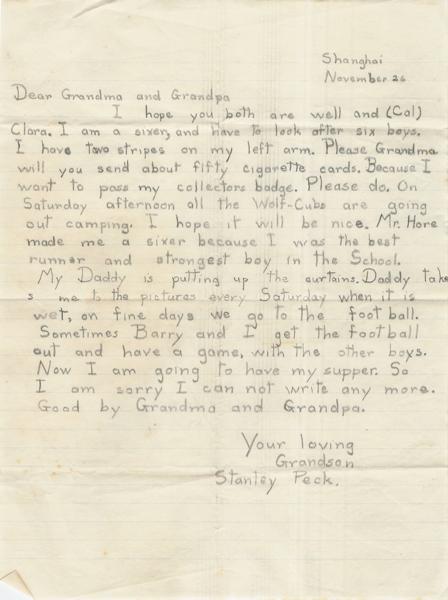 Shanghai
November 26
Dear Grandma and Grandpa
I hope you both are well and (Cal)
Clara. I am a sixer, and have to look after six boys.
I have two stripes on my left arm. Please Grandma
will you send about fifty cigarette cards. Because I
want to pass my collectors badge. Please do. On
Saturday afternoon all the Wolf-Cubs are going
out camping. I hope it will be nice. Mr. Hore
made me a sixer because I was the best
runner and strongest boy in the School.
My Daddy is putting up the curtains. Daddy take
s me to the pictures every Saturday when it is
wet, on fine days we go to the foot ball.
Sometimes Barry and I get the football
out and have a game, with the other boys.
Now I am going to have my supper. So
I am sorry I can not write any more.
Good by Grandma and Grandpa.
Your loving
Grandson
Stanley Peck.